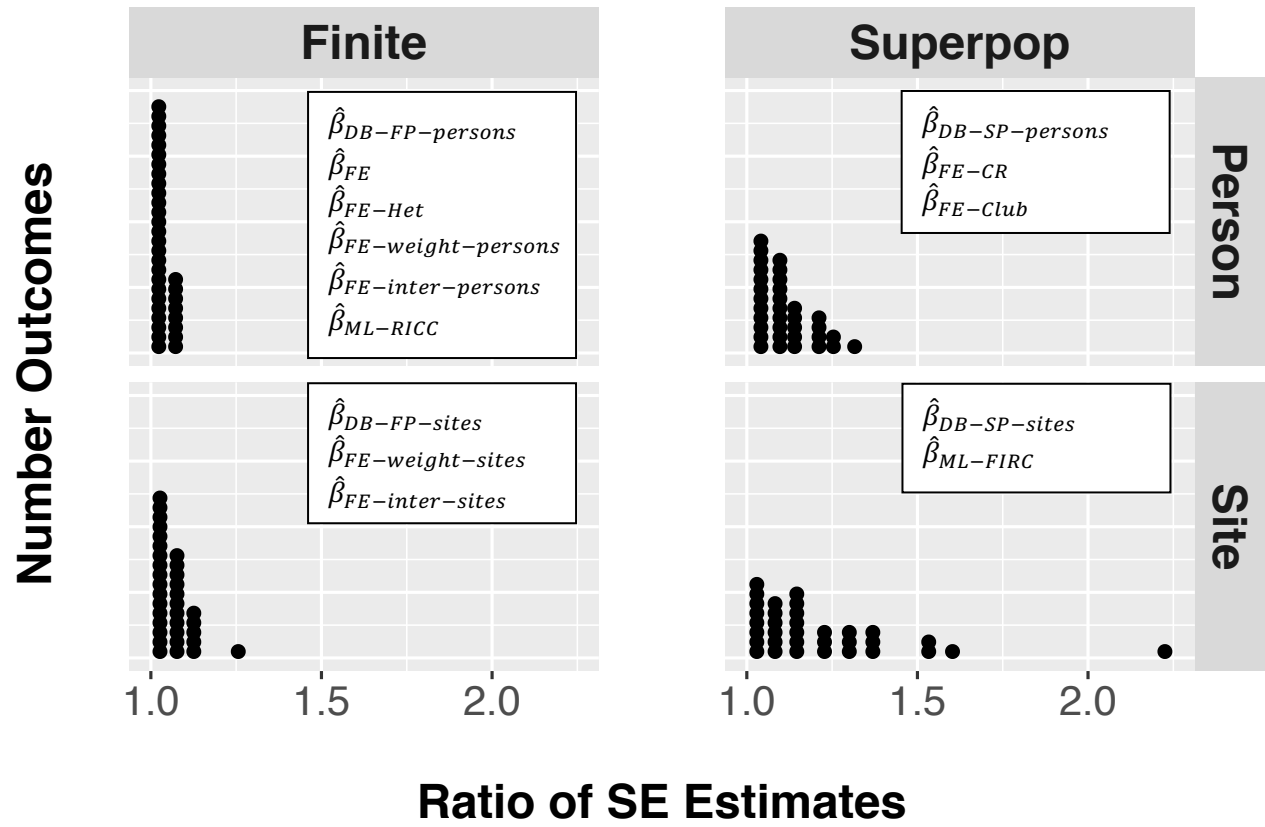 Finite
Superpop
β̂DB−FP−persons
β̂FE
β̂FE−Het
β̂FE−weight−persons
β̂FE−inter−persons
β̂ML−RICC
β̂DB−SP−persons
β̂FE−CR
β̂FE−Club
Person
β̂DB−FP−sites
β̂FE−weight−sites
β̂FE−inter−sites
β̂DB−SP−sites
β̂ML−FIRC
Site
Number Outcomes
1.0 1.5 2.0
1.0 1.5 2.0
Ratio of SE Estimates